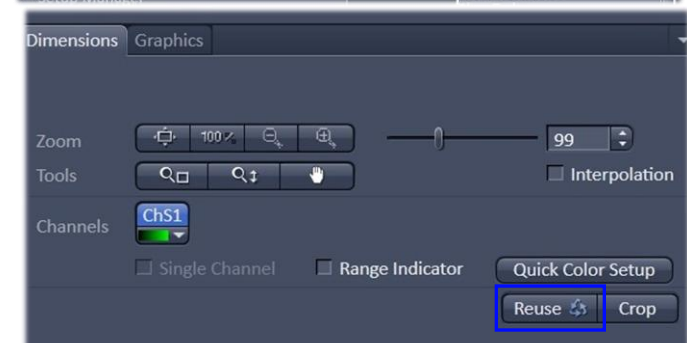 Dimensions Graphics
Zoom 100% 99
Tools Interpolation
Channels ChS1
Single Channel Range Indicator Quick Color Setup
Reuse Crop